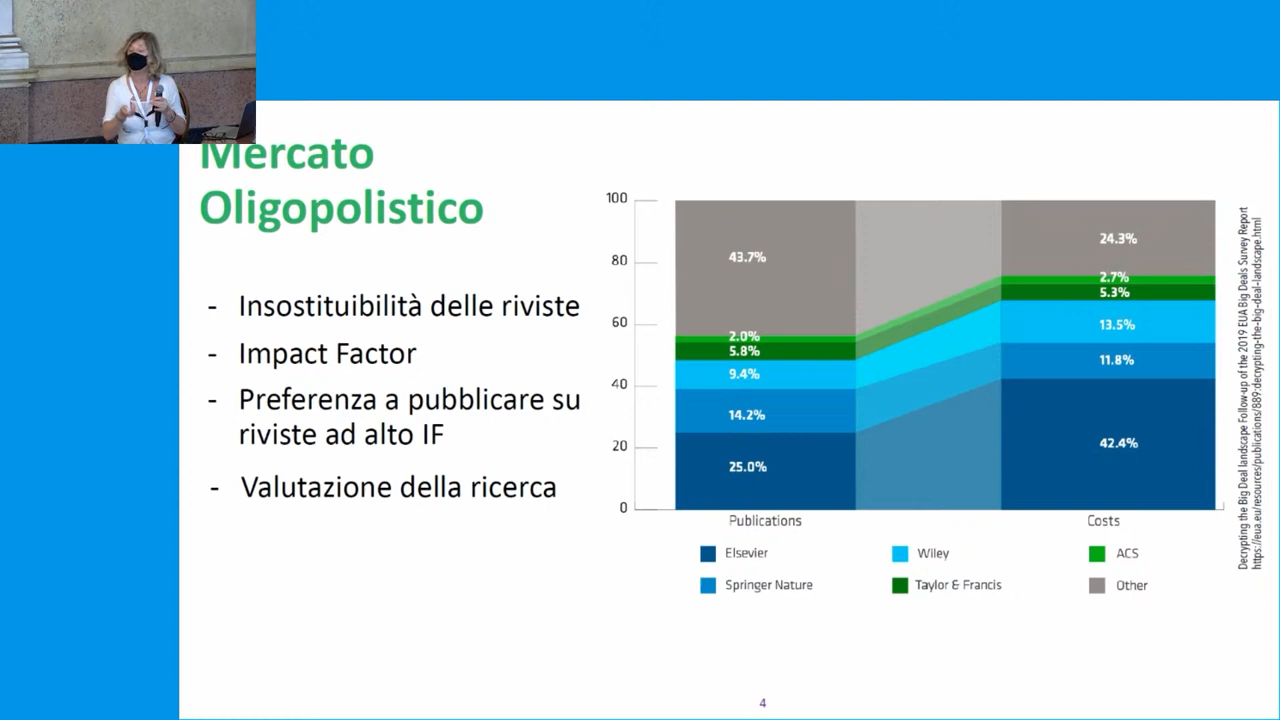 Mercato
Oligopolistico
- Insostituibilità delle riviste
- Impact Factor
- Preferenza a pubblicare su
riviste ad alto IF
- Valutazione della ricerca
100
80
60
40
20
0
43.7%
2.0%
5.8%
9.4%
14.2%
25.0%
24.3%
2.7%
5.3%
13.5%
11.8%
42.4%
Publications
Costs
Elsevier
Wiley
ACS
Springer Nature
Taylor & Francis
Other
Decrypting the Big Deal landscape Follow-up of the 2019 EUA Big Deals Survey Report
https://eua.eu/resources/publications/889:decrypting-the-big-deal-landscape.html
4